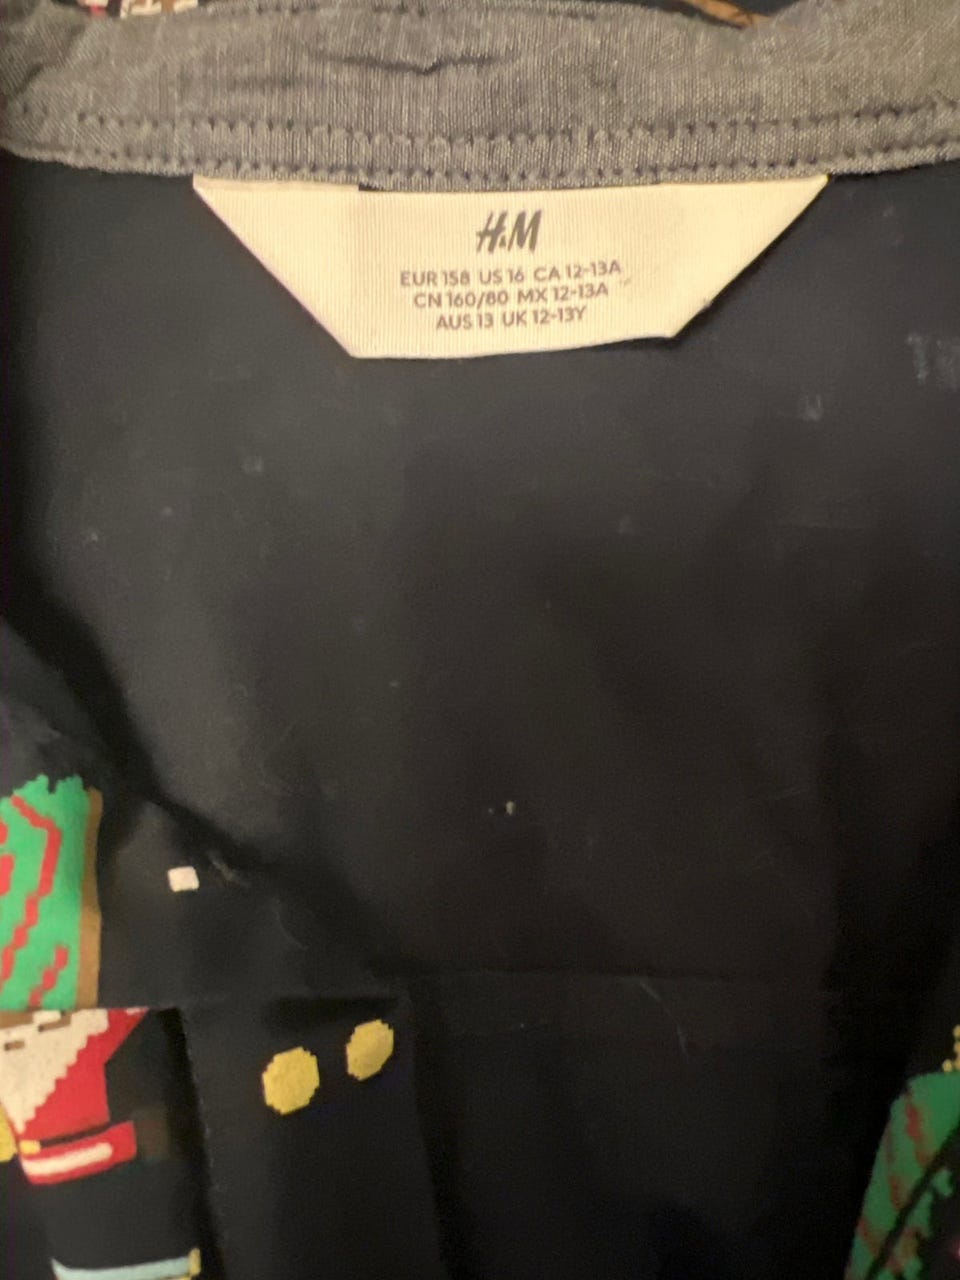 H&M
EUR 158 US 16 CA 12-13A
CN 160/80 MX 12-13A
AUS 13 UK 12-13Y